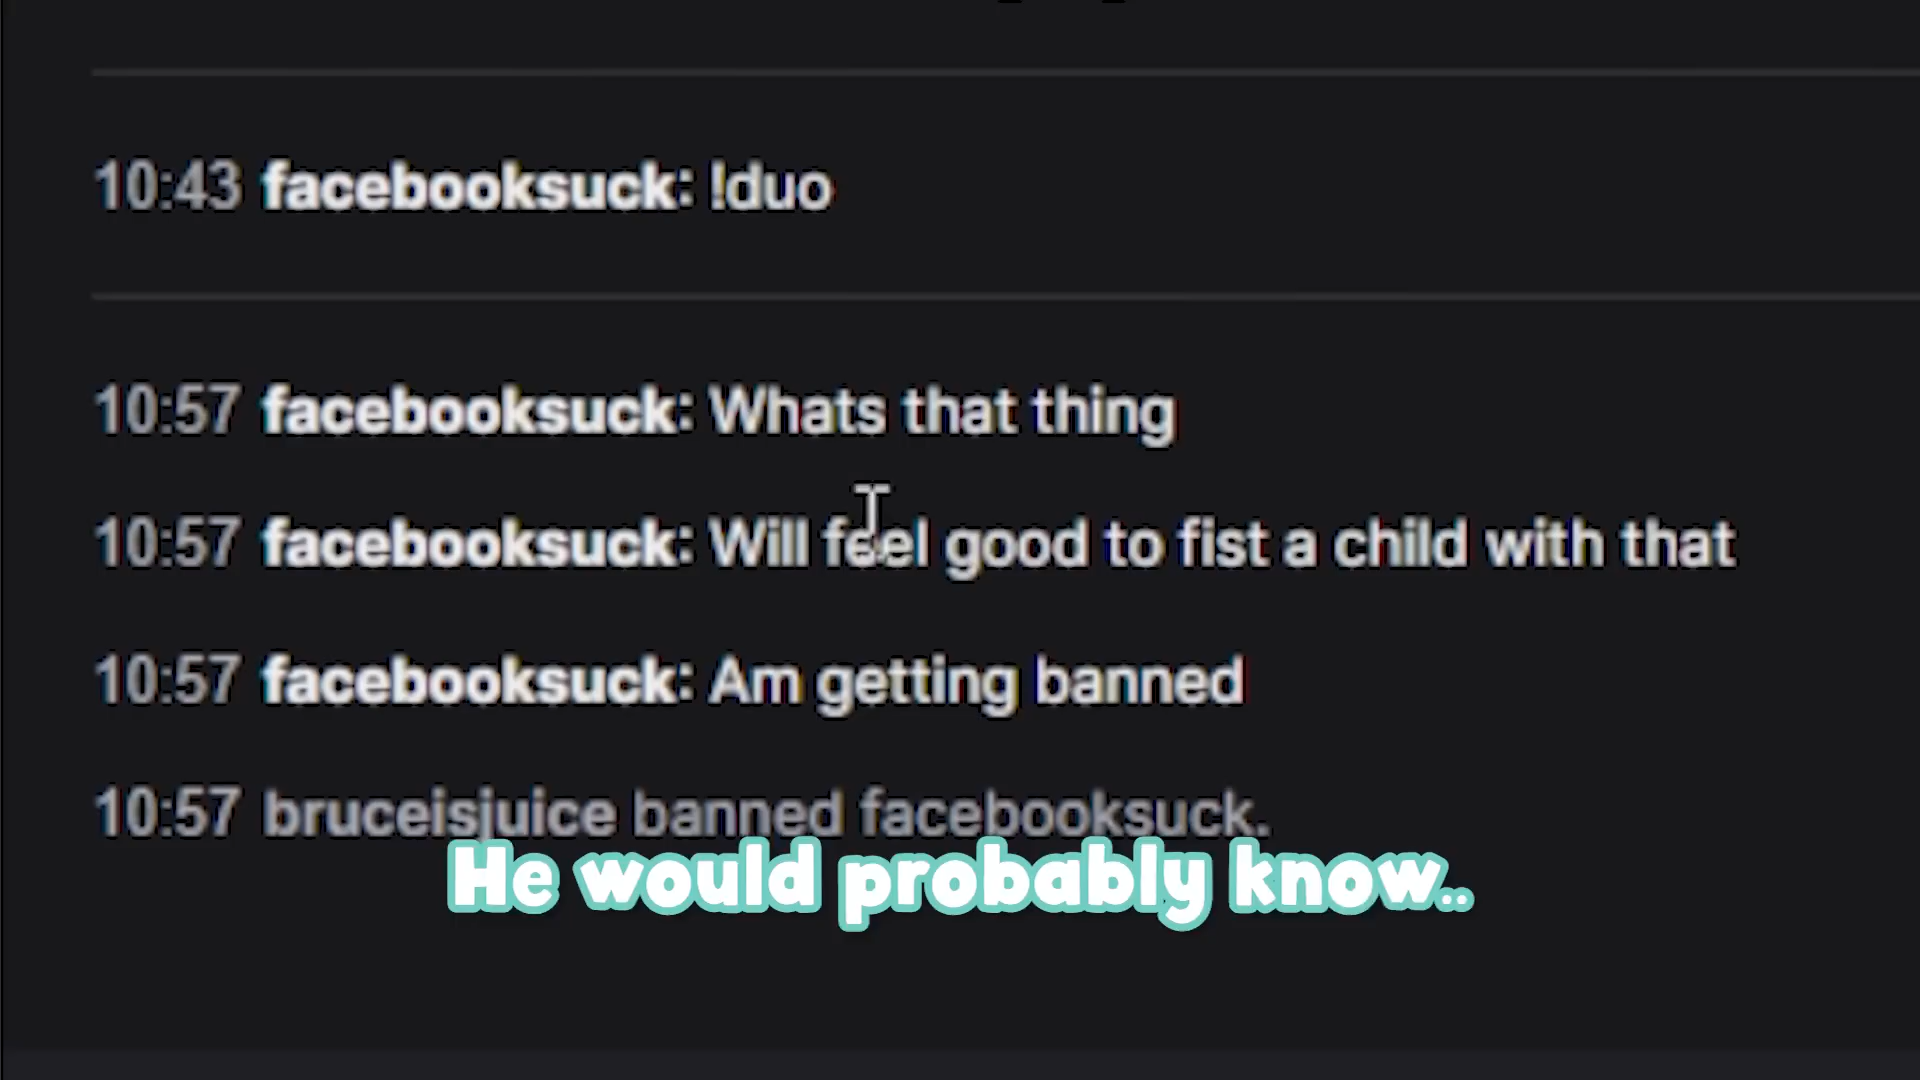 10:43 facebooksuck: !duo
10:57 facebooksuck: Whats that thing
10:57 facebooksuck: Will feel good to fist a child with that
10:57 facebooksuck: Am getting banned
10:57 bruceisjuice banned facebooksuck.
He would probably know..